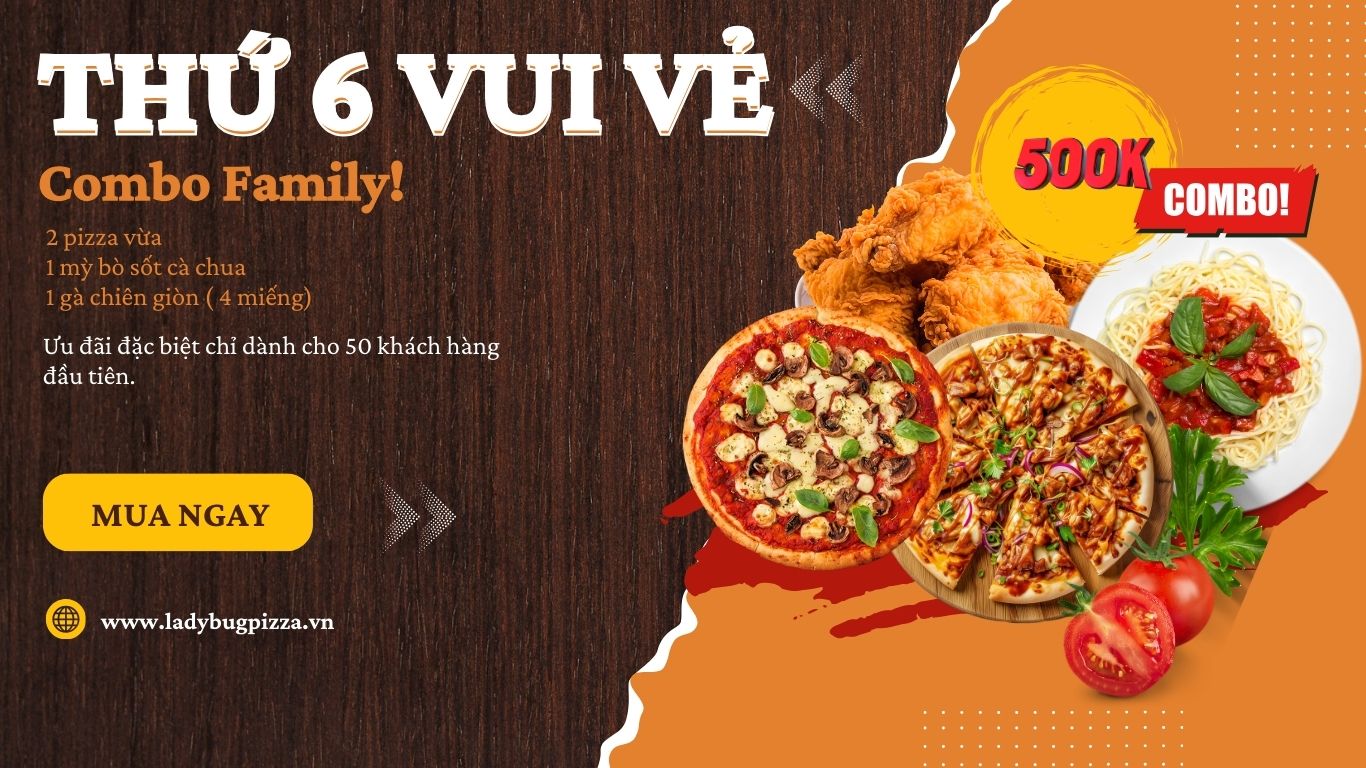 THỨ 6 VUI VẺ
Combo Family!
2 pizza vừa
1 mỳ bò sốt cà chua
1 gà chiên giòn ( 4 miếng)
Ưu đãi đặc biệt chỉ dành cho 50 khách hàng
đầu tiên.
MUA NGAY
www.ladybugpizza.vn
500K
COMBO!